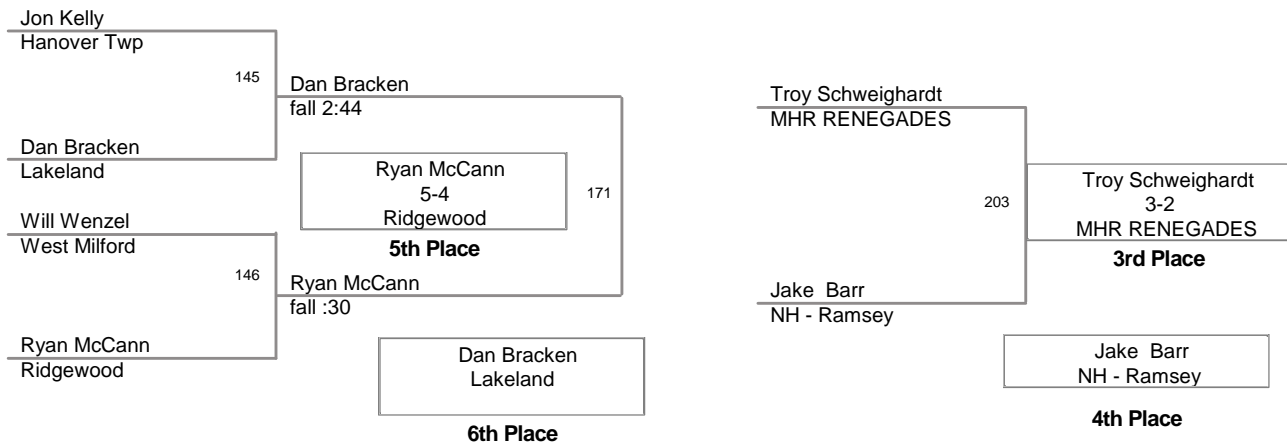 Jon Kelly
Hanover Twp
145
Dan Bracken
fall 2:44
Dan Bracken
Lakeland
Ryan McCann
5-4
Ridgewood
5th Place
171
Will Wenzel
West Milford
146
Ryan McCann
fall :30
Ryan McCann
Ridgewood
Dan Bracken
Lakeland
6th Place
Troy Schweighardt
MHR RENEGADES
203
Troy Schweighardt
3-2
MHR RENEGADES
3rd Place
Jake Barr
NH - Ramsey
Jake Barr
NH - Ramsey
4th Place